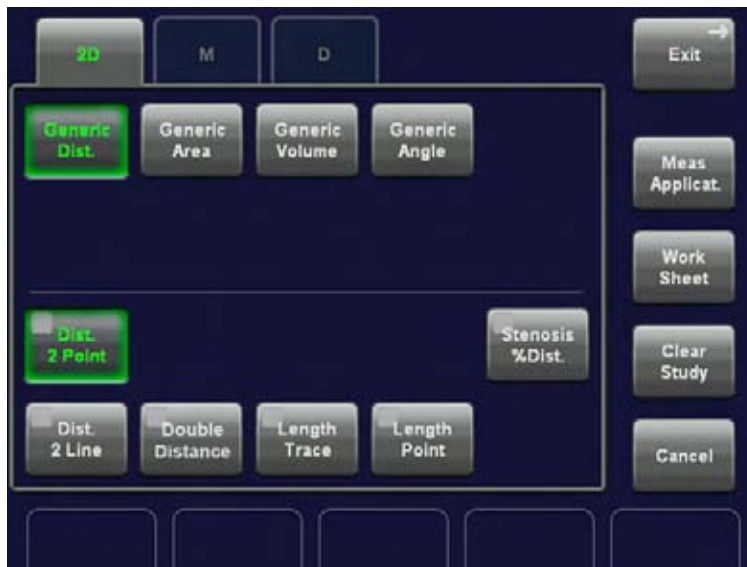 2D
M
D
Exit
Generic
Dist.
Generic
Area
Generic
Volume
Generic
Angle
Meas
Applicat.
Work
Sheet
Dist.
2 Point
Stenosis
%Dist.
Clear
Study
Dist.
2 Line
Double
Distance
Length
Trace
Length
Point
Cancel